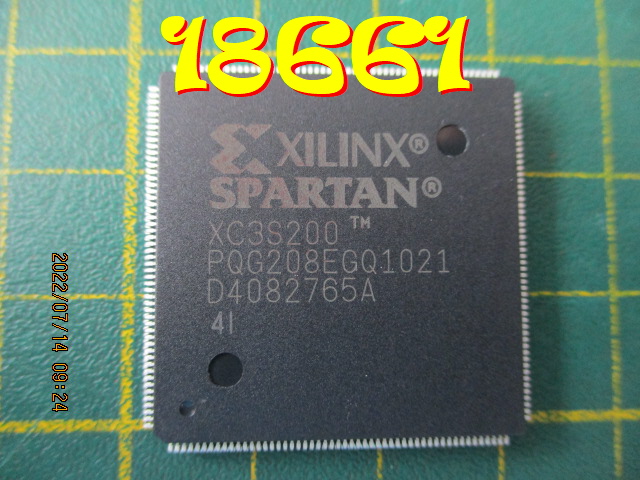 18661
XILINX®
SPARTAN®
XC3S200™
PQG208EGQ1021
D4082765A
4I
2022/07/14 09:24